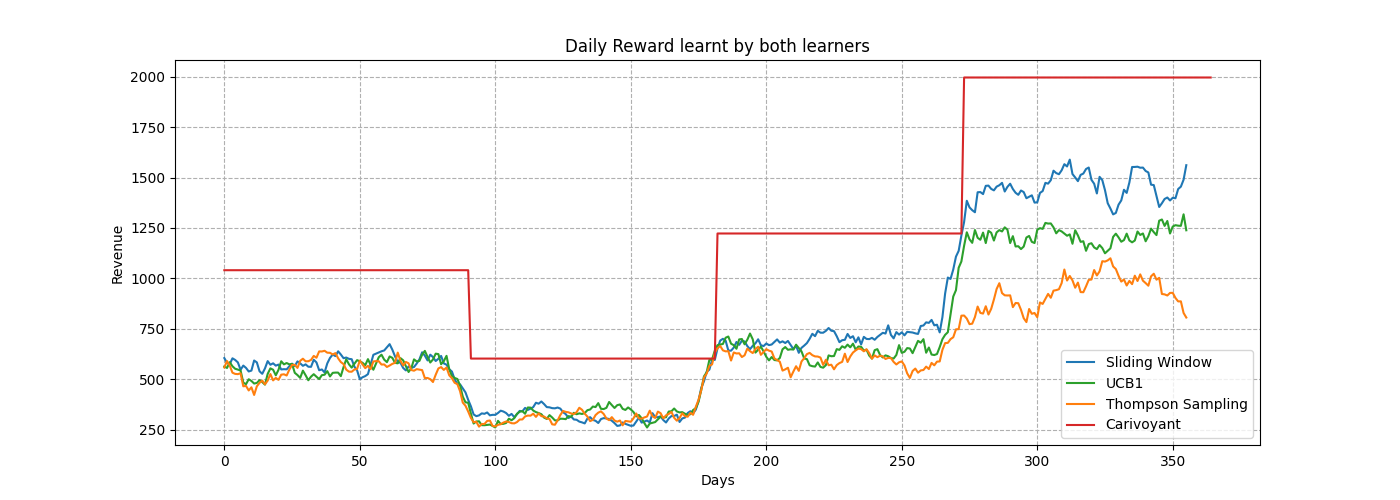 Daily Reward learnt by both learners
2000
1750
1500
1250
1000
750
500
250
Revenue
0 50 100 150 200 250 300 350
Days
Sliding Window
UCB1
Thompson Sampling
Carivoyant